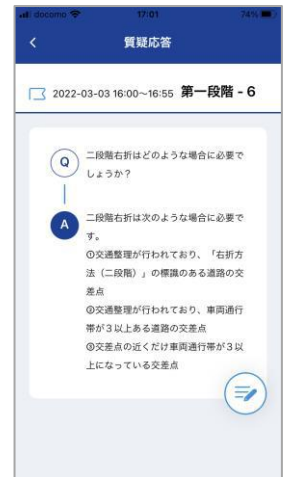 docomo 17:01 74%
質疑応答
2022-03-03 16:00～16:55 第一段階 - 6
Q 二段階右折はどのような場合に必要で
しょうか？
A 二段階右折は次のような場合に必要で
す。
①交通整理が行われており、「右折方
法（二段階）」の標識のある道路の交
差点
②交通整理が行われており、車両通行
帯が３以上ある道路の交差点
③交差点の近くだけ車両通行帯が３以
上になっている交差点